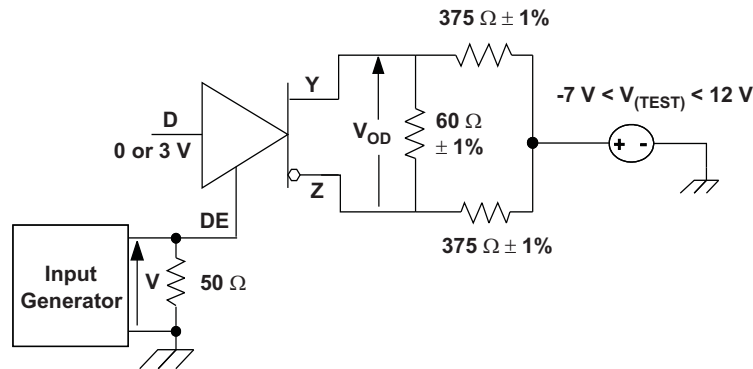 375 Ω ± 1%
Y
-7 V < V(TEST) < 12 V
D
0 or 3 V
VOD
60 Ω
± 1%
+ -
Z
DE
375 Ω ± 1%
Input
Generator
V
50 Ω